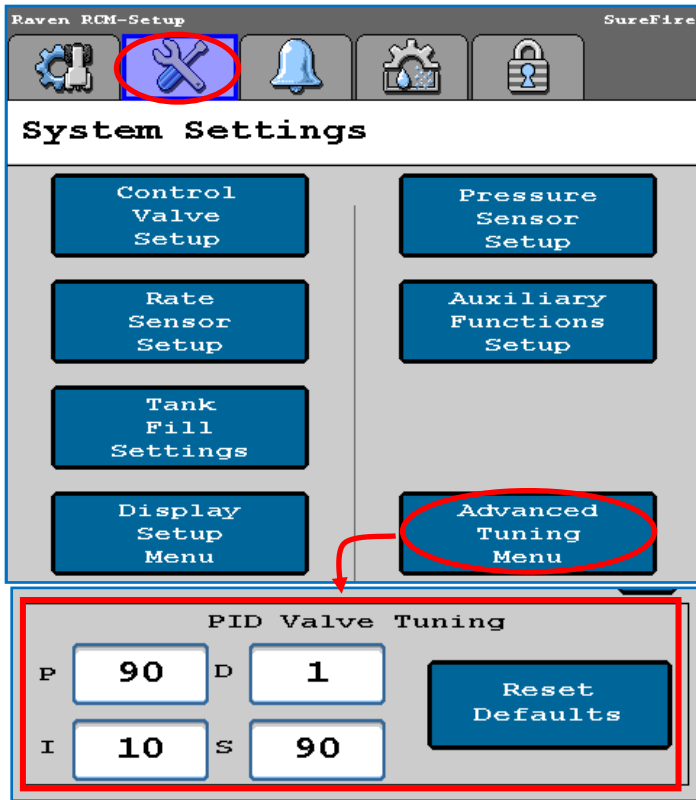 Raven RCM-Setup SureFire
System Settings
Control
Valve
Setup
Pressure
Sensor
Setup
Rate
Sensor
Setup
Auxiliary
Functions
Setup
Tank
Fill
Settings
Display
Setup
Menu
Advanced
Tuning
Menu
PID Valve Tuning
P 90 D 1
I 10 S 90
Reset
Defaults